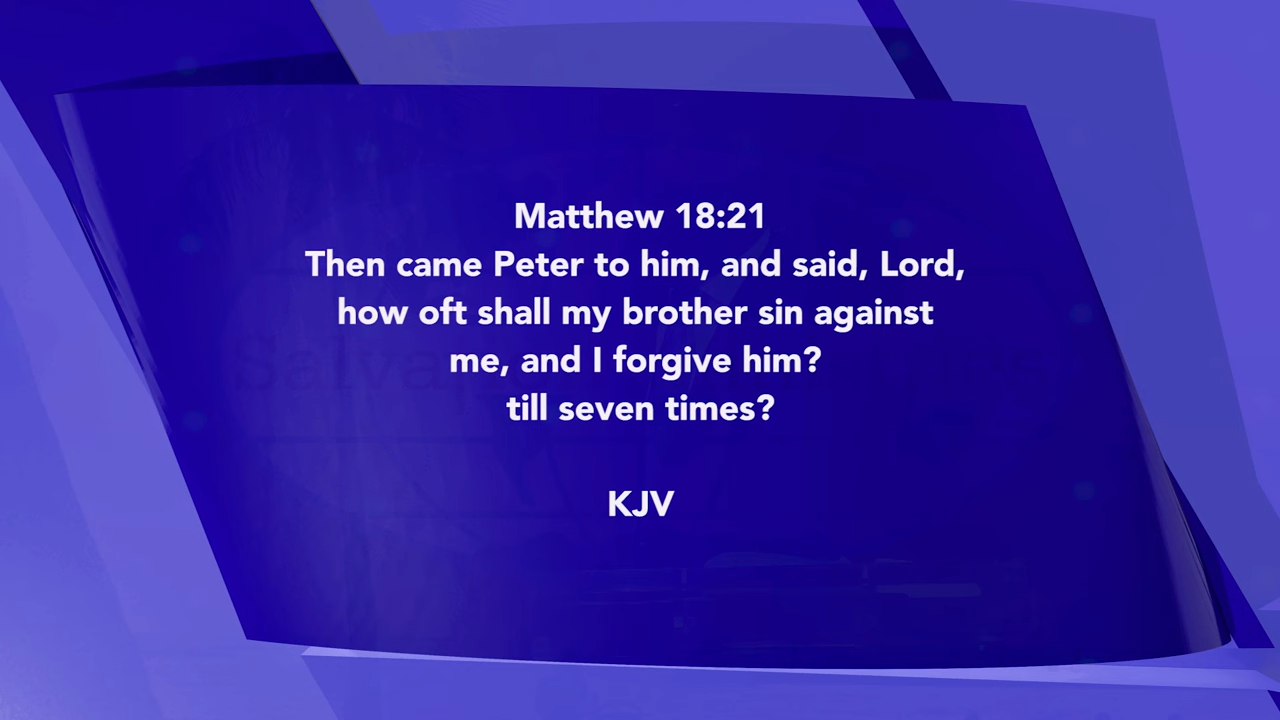 Matthew 18:21
Then came Peter to him, and said, Lord,
how oft shall my brother sin against
me, and I forgive him?
till seven times?
KJV